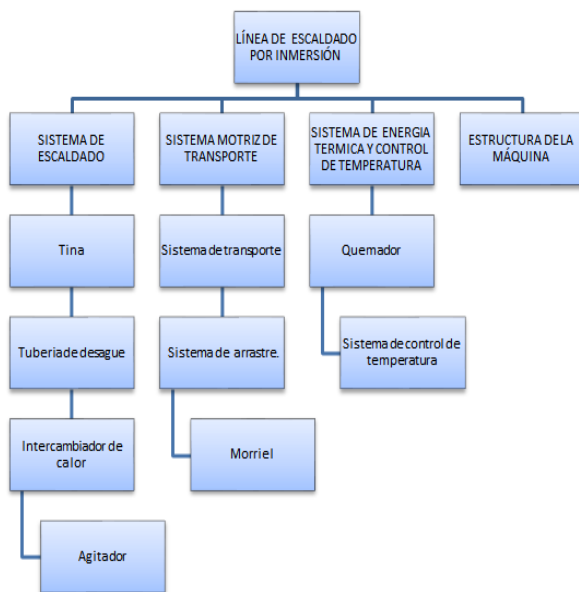 LÍNEA DE ESCALDADO
POR INMERSIÓN
SISTEMA DE
ESCALDADO
SISTEMA MOTRIZ DE
TRANSPORTE
SISTEMA DE ENERGIA
TERMICA Y CONTROL
DE TEMPERATURA
ESTRUCTURA DE LA
MÁQUINA
Tina
Sistema de transporte
Quemador
Tuberia de desague
Sistema de arrastre.
Sistema de control de
temperatura
Intercambiador de
calor
Morriel
Agitador